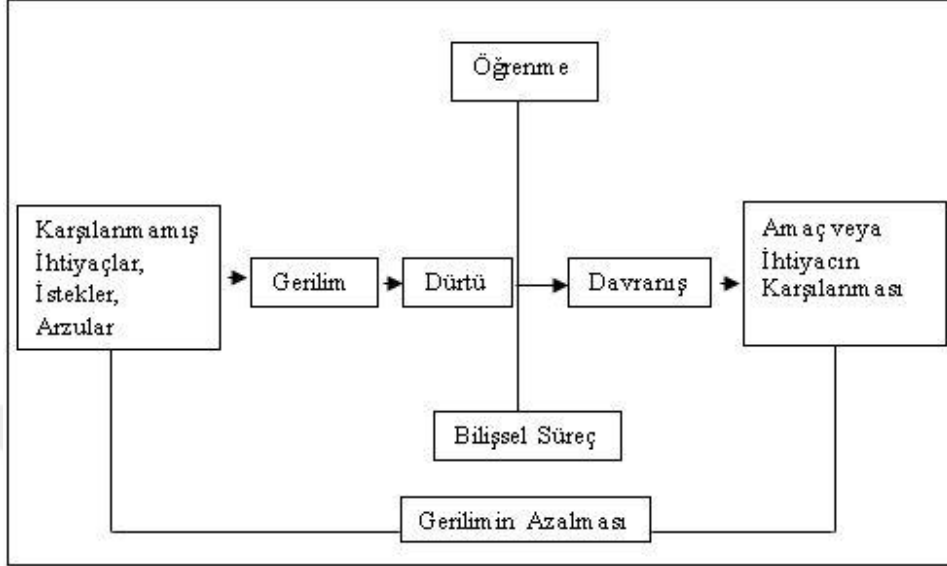 Öğrenme
Karşılanmamış
İhtiyaçlar,
İstekler,
Arzular
Gerilim
Dürtü
Davranış
Amaç veya
İhtiyacın
Karşılanması
Bilişsel Süreç
Gerilimin Azalması